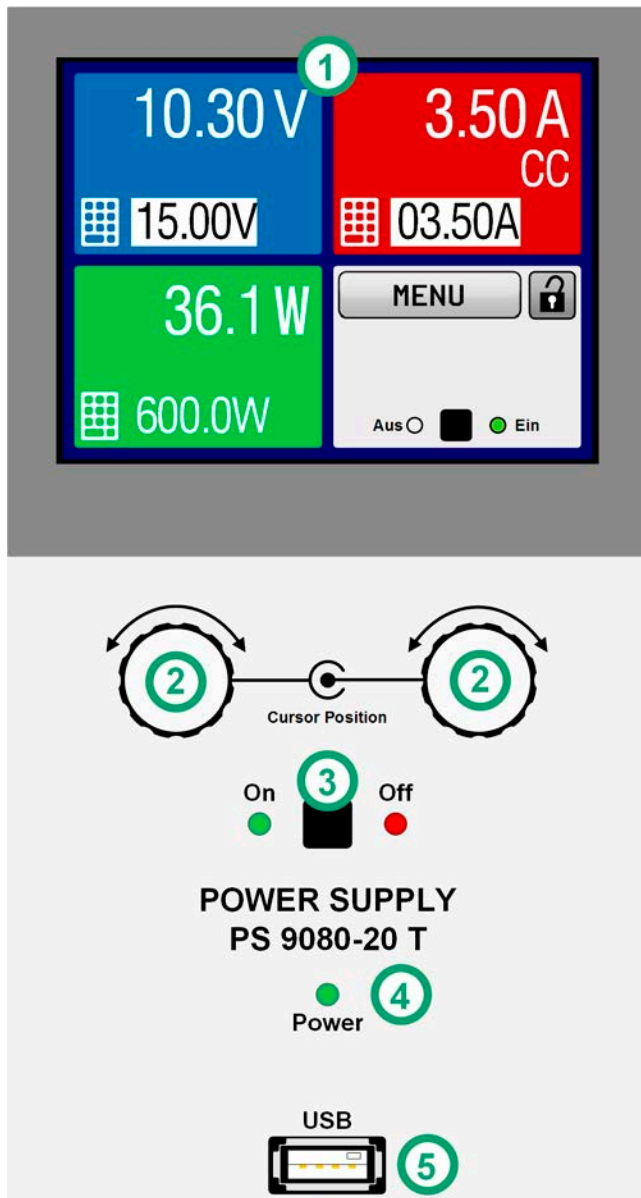 1
10.30 V
3.50 A
CC
15.00V
03.50A
36.1 W
MENU
600.0W
Aus
Ein
2
2
Cursor Position
3
On
Off
POWER SUPPLY
PS 9080-20 T
4
Power
USB
5